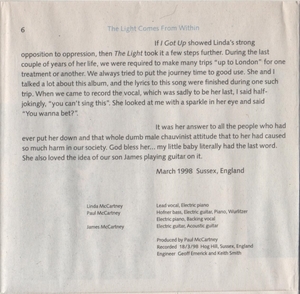 6
The Light Comes From Within
If I Got Up showed Linda's strong
opposition to oppression, then The Light took it a few steps further. During the last
couple of years of her life, we were required to make many trips "up to London" for one
treatment or another. We always tried to put the journey time to good use. She and I
talked a lot about this album, and the lyrics to this song were finished during one such
trip. When we came to record the vocal, which was sadly to be her last, I said half-
jokingly, "you can't sing this". She looked at me with a sparkle in her eye and said
"You wanna bet?".
It was her answer to all the people who had
ever put her down and that whole dumb male chauvinist attitude that to her had caused
so much harm in our society. God bless her... my little baby literally had the last word.
She also loved the idea of our son James playing guitar on it.
March 1998 Sussex, England
Linda McCartney Lead vocal, Electric piano
Paul McCartney Hofner bass, Electric guitar, Piano, Wurlitzer
Electric piano, Backing vocal
James McCartney Electric guitar, Acoustic guitar
Produced by Paul McCartney
Recorded 18/3/98 Hog Hill, Sussex, England
Engineer Geoff Emerick and Keith Smith